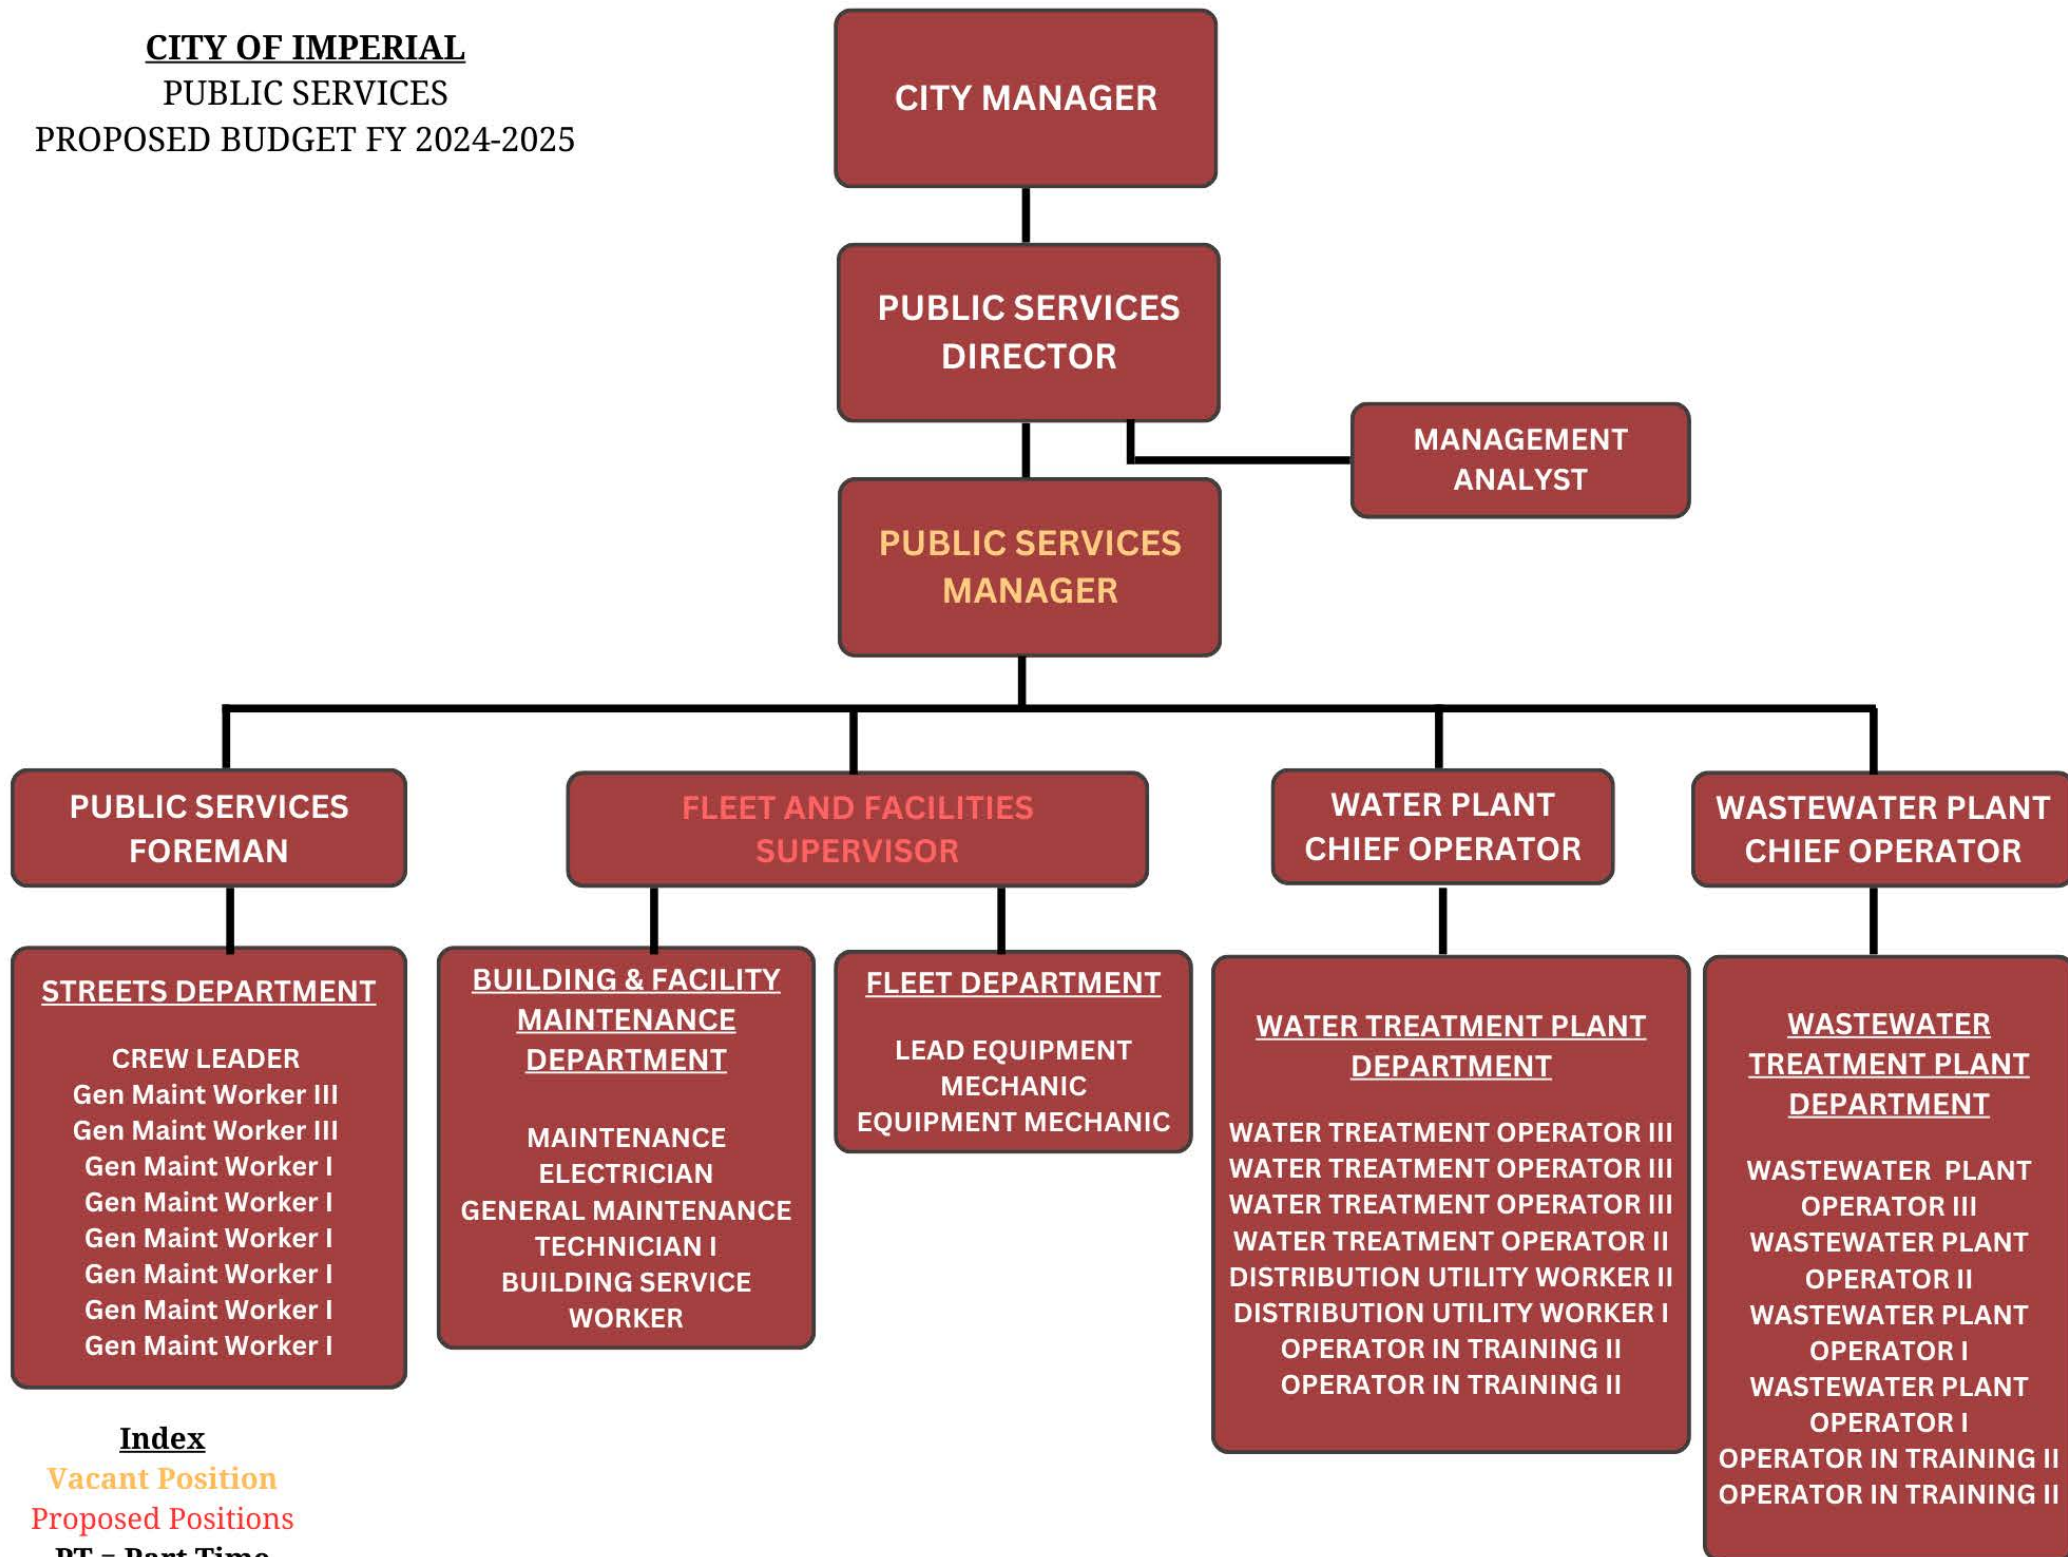 CITY OF IMPERIAL
PUBLIC SERVICES
PROPOSED BUDGET FY 2024-2025
CITY MANAGER
PUBLIC SERVICES
DIRECTOR
MANAGEMENT
ANALYST
PUBLIC SERVICES
MANAGER
PUBLIC SERVICES
FOREMAN
FLEET AND FACILITIES
SUPERVISOR
WATER PLANT
CHIEF OPERATOR
WASTEWATER PLANT
CHIEF OPERATOR
STREETS DEPARTMENT
CREW LEADER
Gen Maint Worker III
Gen Maint Worker III
Gen Maint Worker I
Gen Maint Worker I
Gen Maint Worker I
Gen Maint Worker I
Gen Maint Worker I
Gen Maint Worker I
BUILDING & FACILITY
MAINTENANCE
DEPARTMENT
MAINTENANCE
ELECTRICIAN
GENERAL MAINTENANCE
TECHNICIAN I
BUILDING SERVICE
WORKER
FLEET DEPARTMENT
LEAD EQUIPMENT
MECHANIC
EQUIPMENT MECHANIC
WATER TREATMENT PLANT
DEPARTMENT
WATER TREATMENT OPERATOR III
WATER TREATMENT OPERATOR III
WATER TREATMENT OPERATOR III
WATER TREATMENT OPERATOR II
DISTRIBUTION UTILITY WORKER II
DISTRIBUTION UTILITY WORKER I
OPERATOR IN TRAINING II
OPERATOR IN TRAINING II
WASTEWATER
TREATMENT PLANT
DEPARTMENT
WASTEWATER PLANT
OPERATOR III
WASTEWATER PLANT
OPERATOR II
WASTEWATER PLANT
OPERATOR I
WASTEWATER PLANT
OPERATOR I
OPERATOR IN TRAINING II
OPERATOR IN TRAINING II
Index
Vacant Position
Proposed Positions
PT = Part Time